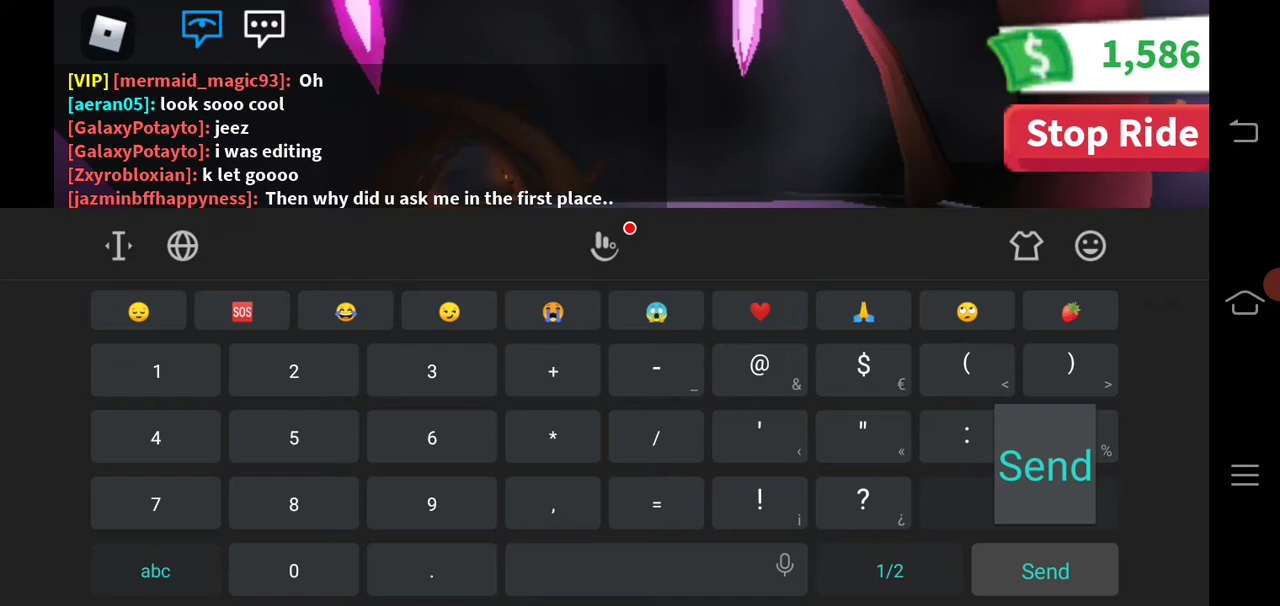 1,586
[VIP] [mermaid_magic93]: Oh
[aeran05]: look sooo cool
[GalaxyPotayto]: jeez
Stop Ride
[GalaxyPotayto]: i was editing
[Zxyrobloxian]: k let goooo
[jazminbffhappyness]: Then why did u ask me in the first place..
SOS
1 2 3 + - _ @ & $ € ( < ) >
4 5 6 * / ' ‹ " « : %
Send
7 8 9 , = ! ¡ ? ¿
abc 0 . 1/2 Send